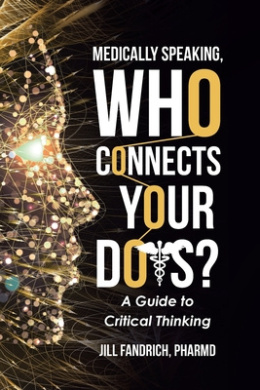 MEDICALLY SPEAKING,
WHO
CONNECTS
YOUR
DOTS?
A Guide to
Critical Thinking
JILL FANDRICH, PHARMD